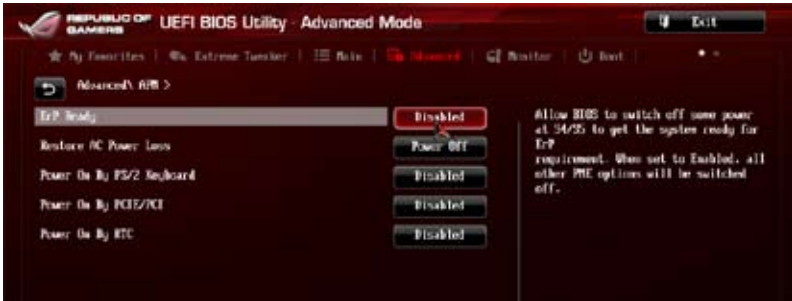 REPUBLIC OF
GAMERS
UEFI BIOS Utility - Advanced Mode
Exit
My Favorites | Extreme Tweaker | Main | Advanced | Monitor | Boot
Advanced\ APM >
ErP Ready Disabled
Restore AC Power Loss Power Off
Power On By PS/2 Keyboard Disabled
Power On By PCIE/PCI Disabled
Power On By RTC Disabled
Allow BIOS to switch off some power
at S4/S5 to get the system ready for
ErP
requirement. When set to Enabled, all
other PME options will be switched
off.